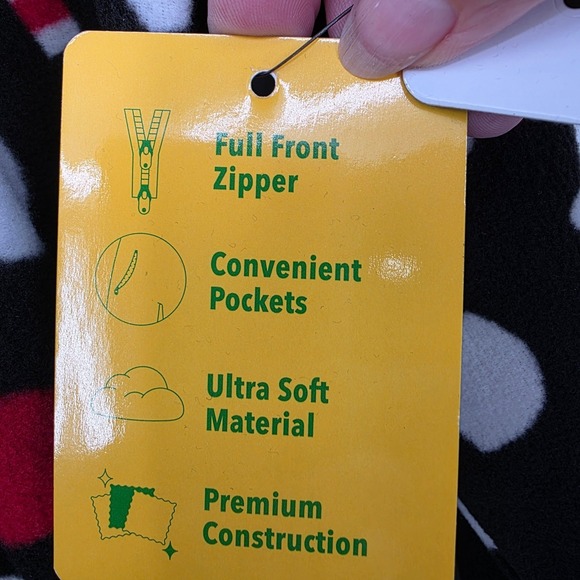 Full Front
Zipper
Convenient
Pockets
Ultra Soft
Material
Premium
Construction